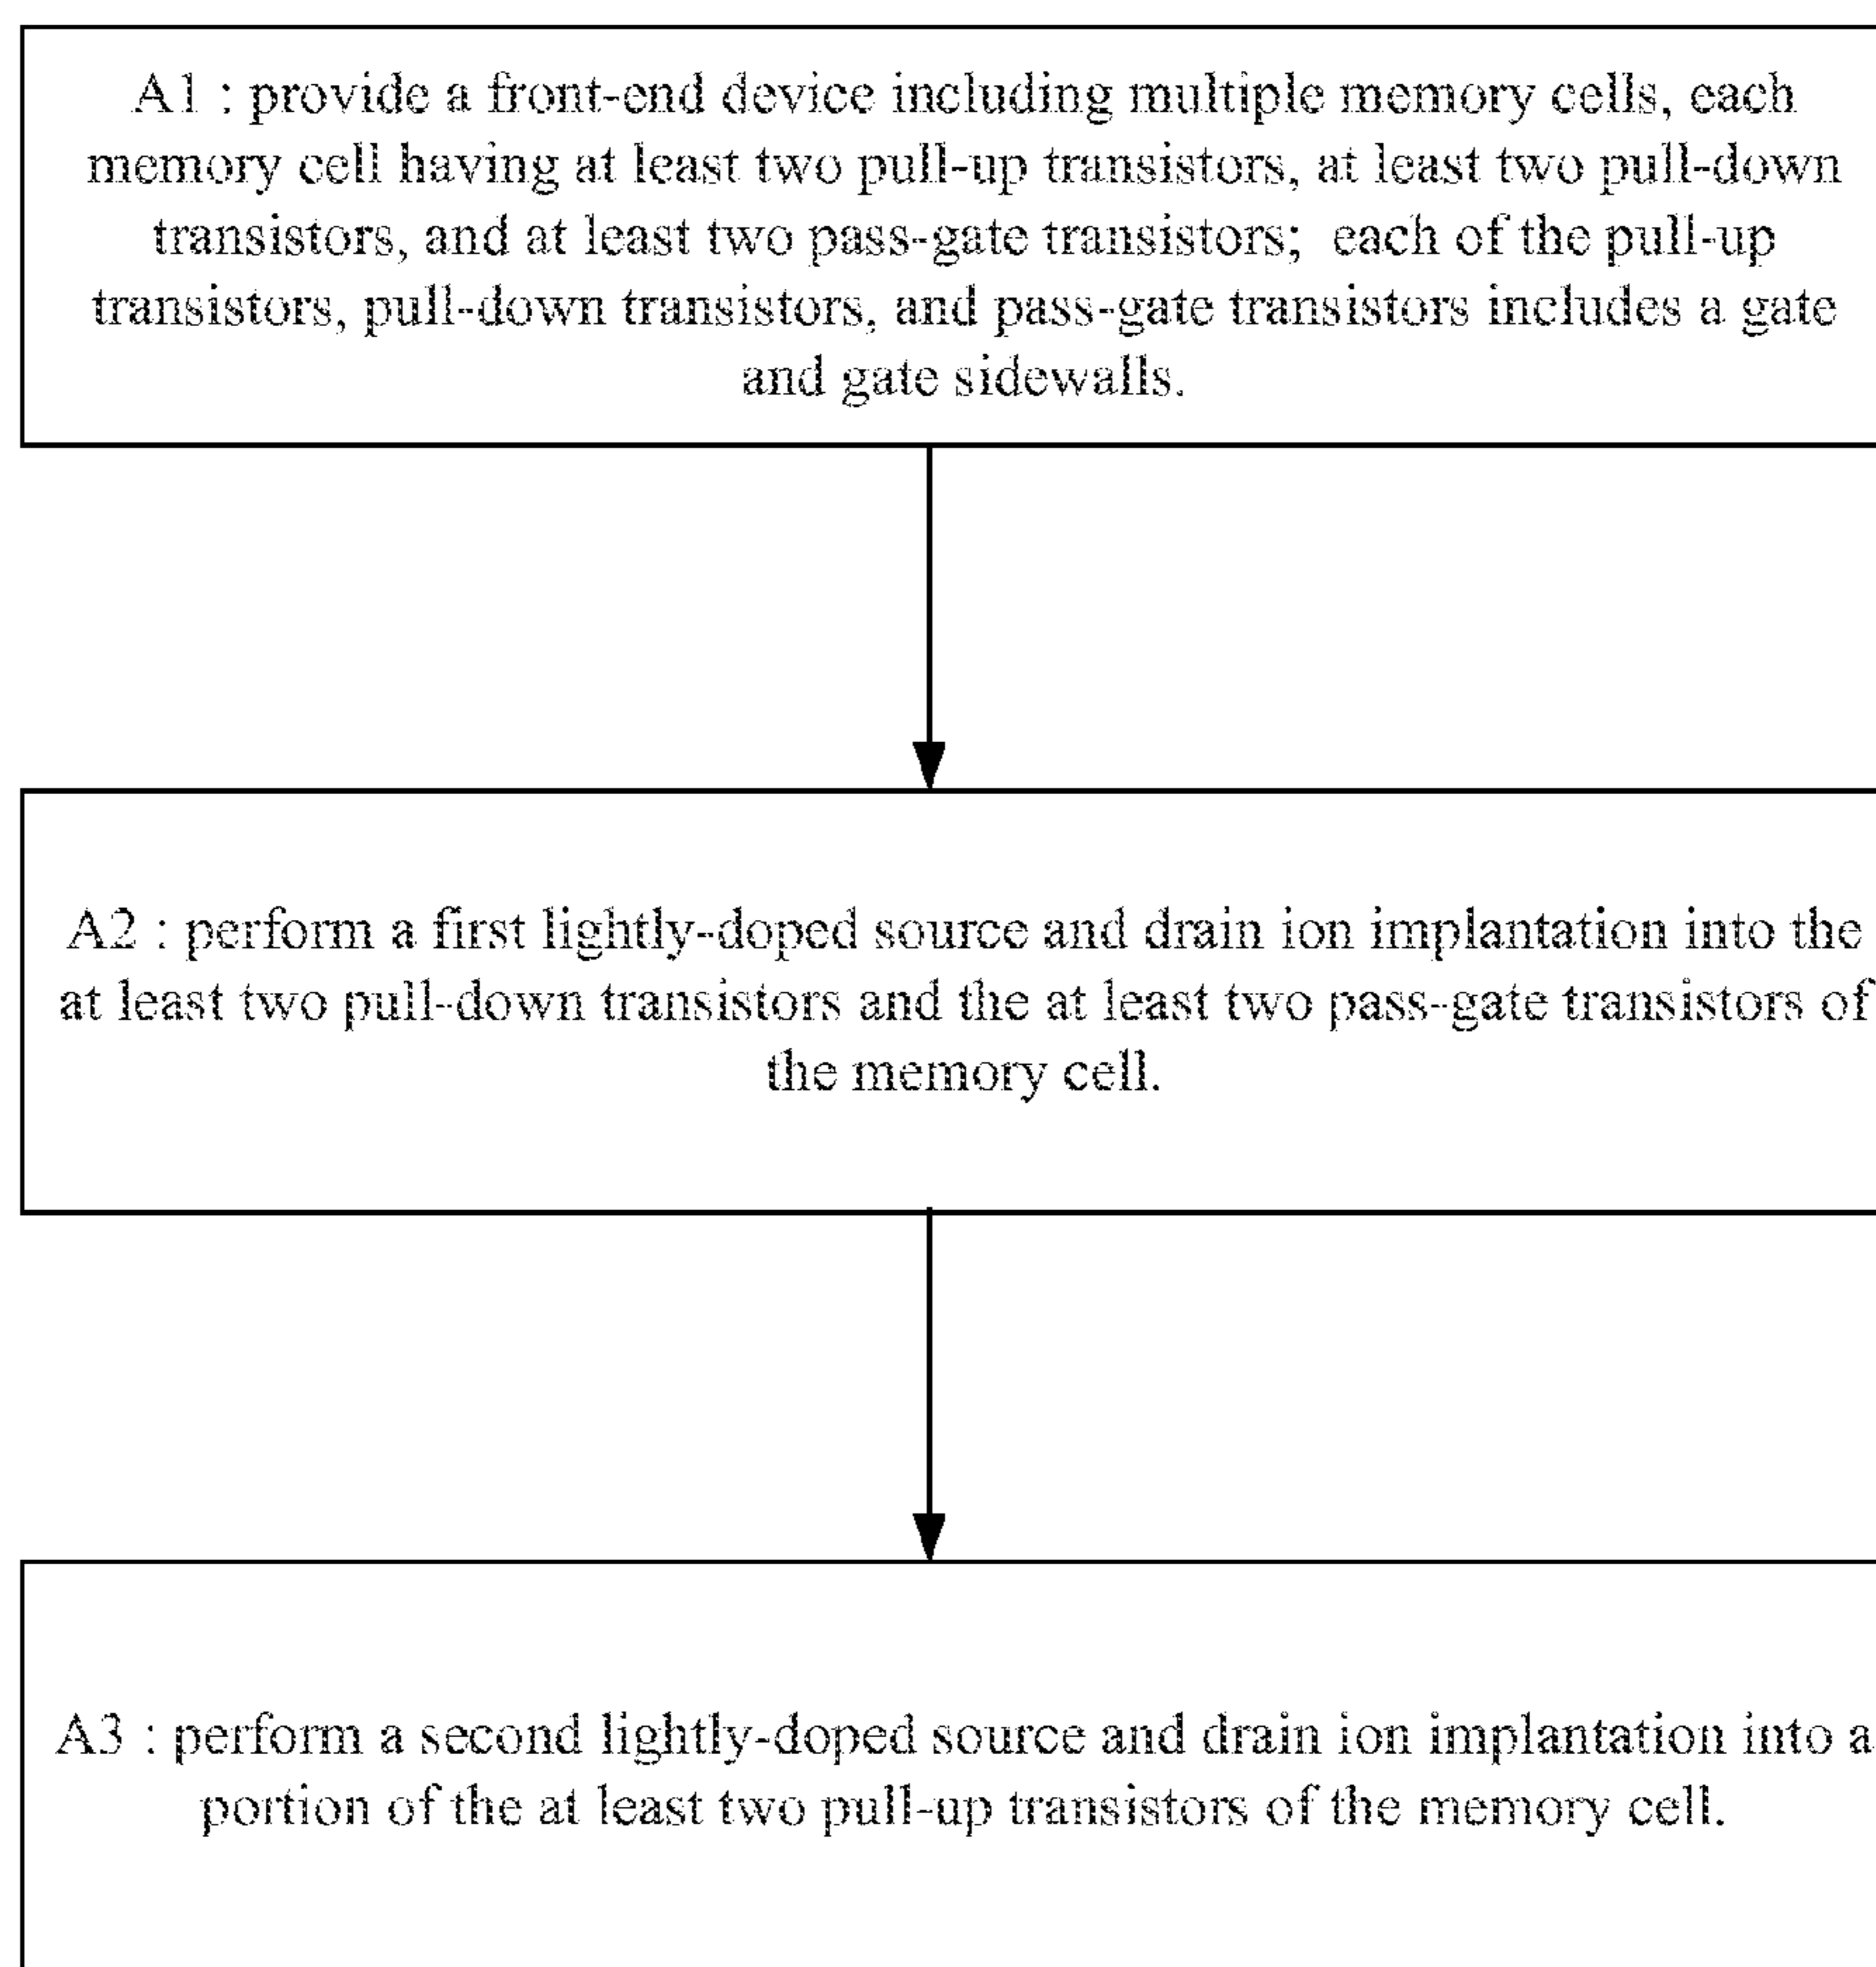 A1 : provide a front-end device including multiple memory cells, each
memory cell having at least two pull-up transistors, at least two pull-down
transistors, and at least two pass-gate transistors; each of the pull-up
transistors, pull-down transistors, and pass-gate transistors includes a gate
and gate sidewalls.
A2 : perform a first lightly-doped source and drain ion implantation into the
at least two pull-down transistors and the at least two pass-gate transistors of
the memory cell.
A3 : perform a second lightly-doped source and drain ion implantation into a
portion of the at least two pull-up transistors of the memory cell.